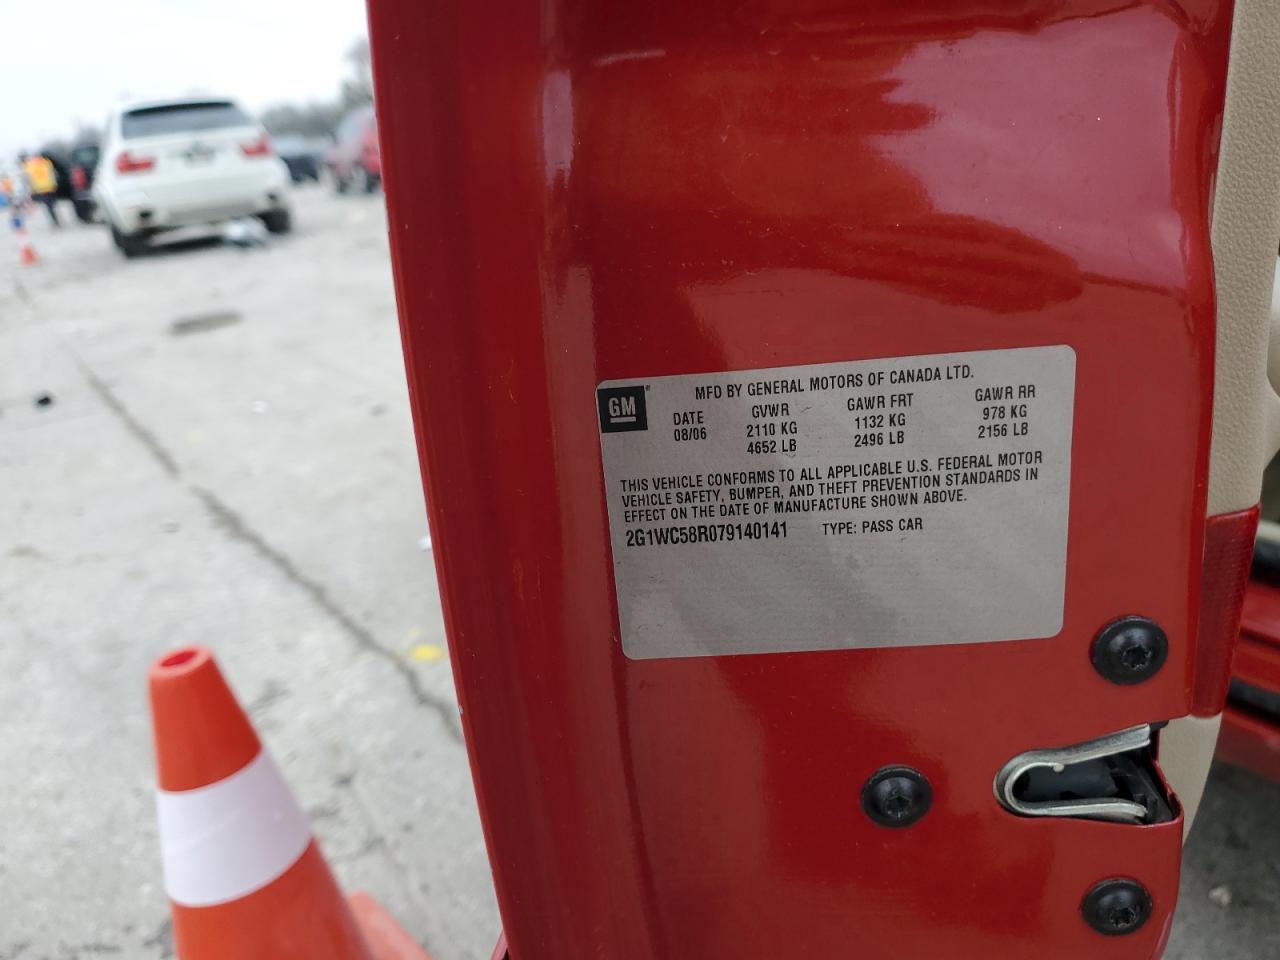 GM
MFD BY GENERAL MOTORS OF CANADA LTD.
DATE GVWR GAWR FRT GAWR RR
08/06 2110 KG 1132 KG 978 KG
4652 LB 2496 LB 2156 LB
THIS VEHICLE CONFORMS TO ALL APPLICABLE U.S. FEDERAL MOTOR
VEHICLE SAFETY, BUMPER, AND THEFT PREVENTION STANDARDS IN
EFFECT ON THE DATE OF MANUFACTURE SHOWN ABOVE.
2G1WC58R079140141 TYPE: PASS CAR